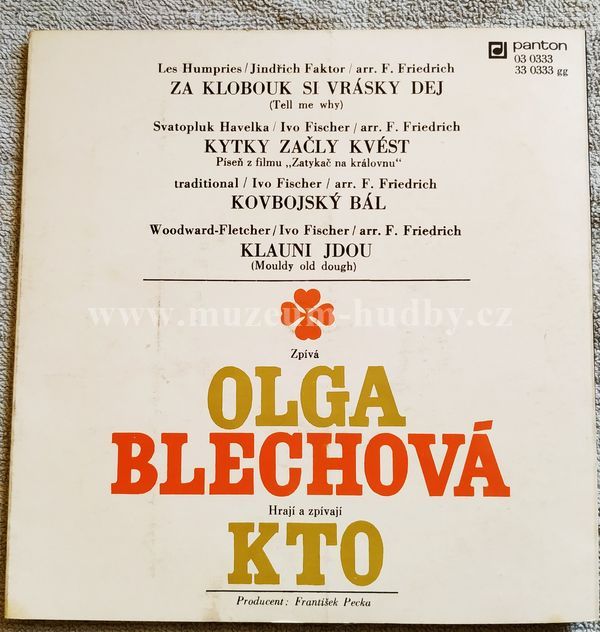 panton
03 0333
33 0333 gg
Les Humpries / Jindřich Faktor / arr. F. Friedrich
ZA KLOBOUK SI VRÁSKY DEJ
(Tell me why)
Svatopluk Havelka / Ivo Fischer / arr. F. Friedrich
KYTKY ZAČLY KVÉST
Píseň z filmu „Zatykač na královnu“
traditional / Ivo Fischer / arr. F. Friedrich
KOVBOJSKÝ BÁL
Woodward-Fletcher / Ivo Fischer / arr. F. Friedrich
KLAUNI JDOU
(Mouldy old dough)
www.muzeum-hudby.cz
Zpívá
OLGA
BLECHOVÁ
Hrají a zpívají
KTO
Producent: František Pecka